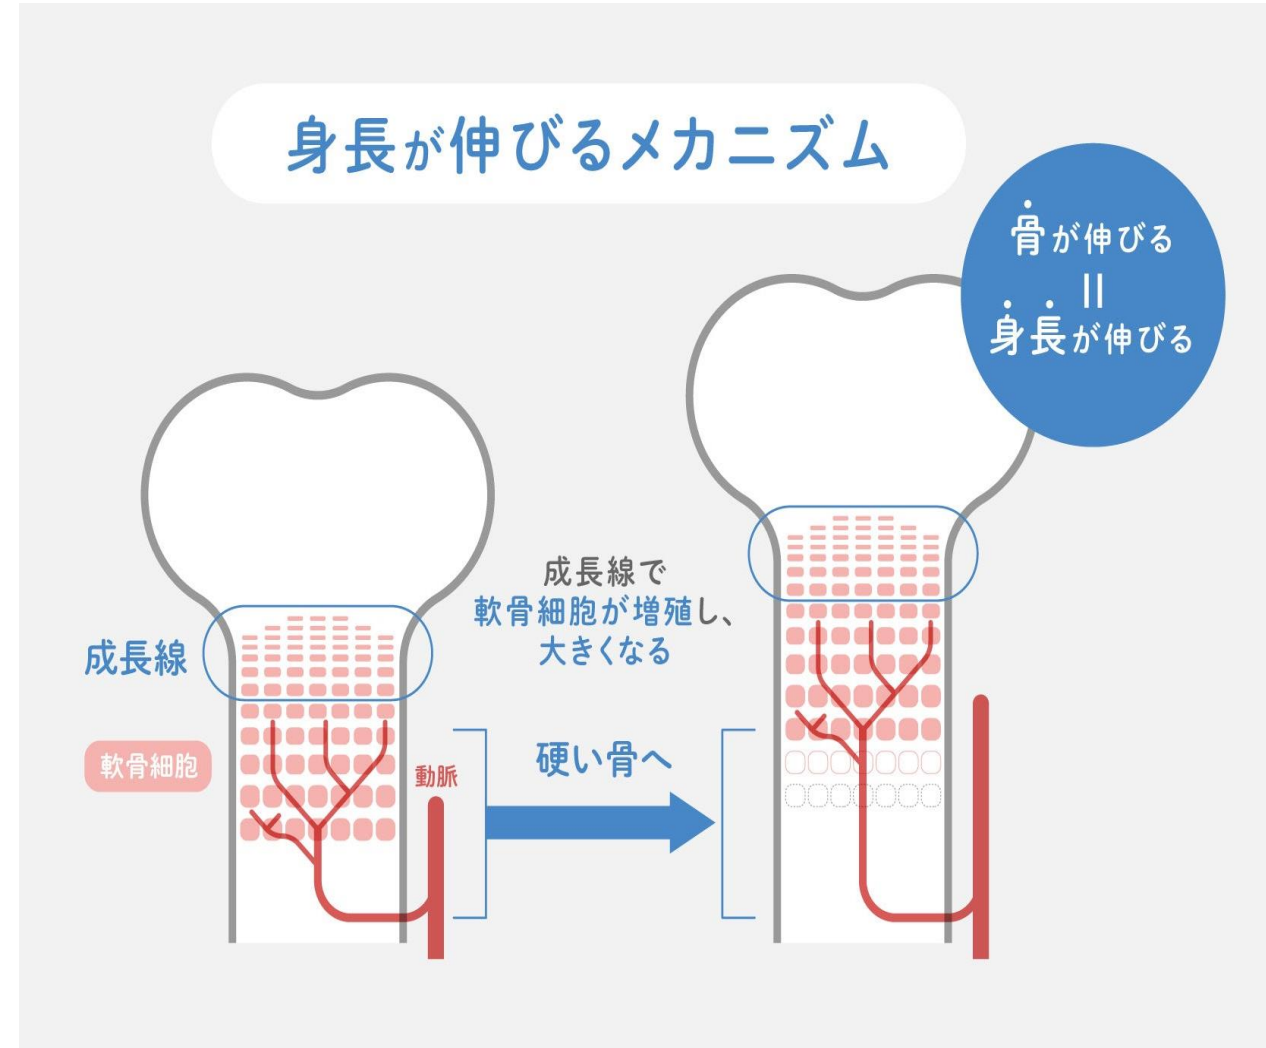 身長が伸びるメカニズム
骨が伸びる
||
身長が伸びる
成長線で
軟骨細胞が増殖し、
大きくなる
成長線
軟骨細胞
動脈
硬い骨へ